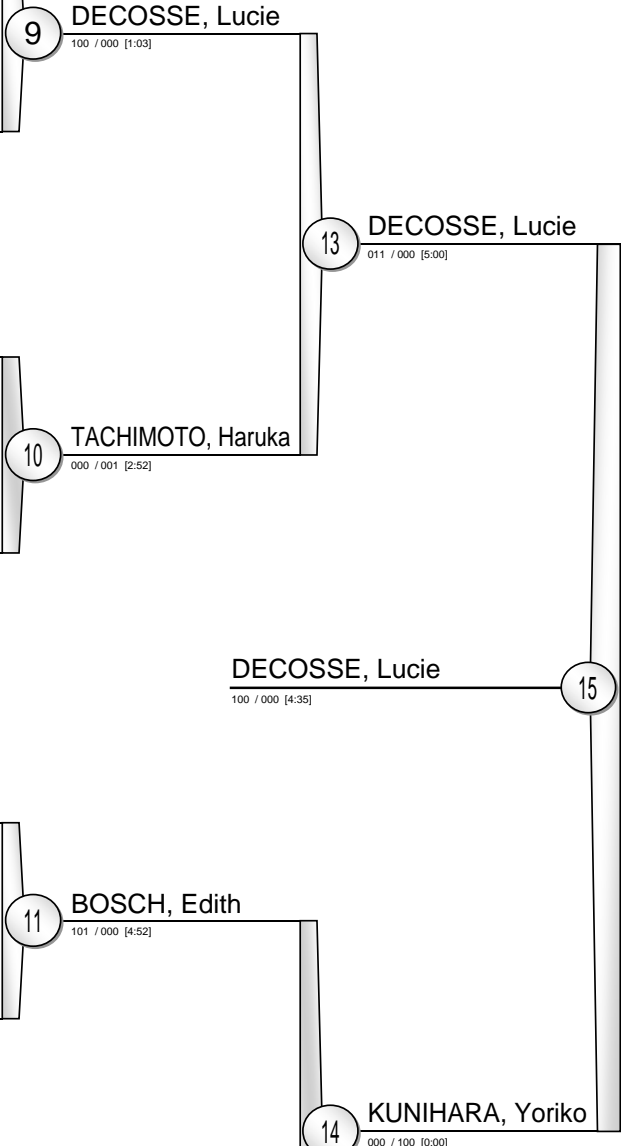 9
DECOSSE, Lucie
100 / 000 [1:03]
13
DECOSSE, Lucie
011 / 000 [5:00]
10
TACHIMOTO, Haruka
000 / 001 [2:52]
DECOSSE, Lucie
100 / 000 [4:35]
15
11
BOSCH, Edith
101 / 000 [4:52]
14
KUNIHARA, Yoriko
000 / 100 [0:00]